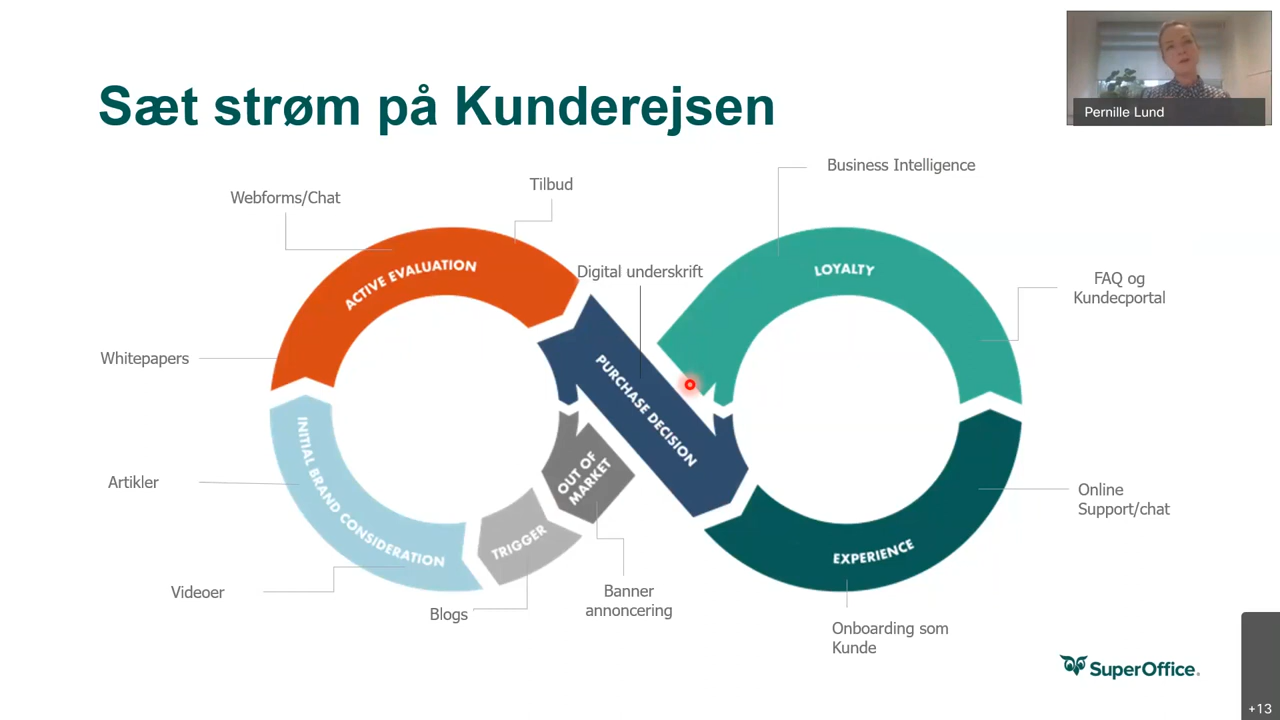 Sæt strøm på Kunderejsen
Pernille Lund
Business Intelligence
Tilbud
Webforms/Chat
ACTIVE EVALUATION
Digital underskrift
LOYALTY
FAQ og
Kundecportal
Whitepapers
PURCHASE DECISION
INITIAL BRAND CONSIDERATION
OUT OF
MARKET
Artikler
Online
Support/chat
TRIGGER
EXPERIENCE
Videoer
Blogs
Banner
annoncering
Onboarding som
Kunde
SuperOffice.
+13